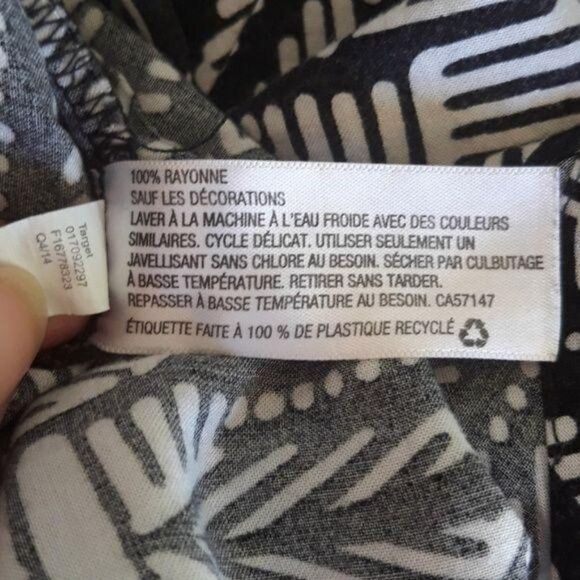 100% RAYONNE
SAUF LES DÉCORATIONS
LAVER À LA MACHINE À L'EAU FROIDE AVEC DES COULEURS
SIMILAIRES. CYCLE DÉLICAT. UTILISER SEULEMENT UN
JAVELLISANT SANS CHLORE AU BESOIN. SÉCHER PAR CULBUTAGE
À BASSE TEMPÉRATURE. RETIRER SANS TARDER.
REPASSER À BASSE TEMPÉRATURE AU BESOIN. CA57147
ÉTIQUETTE FAITE À 100 % DE PLASTIQUE RECYCLÉ
Target
017092297
F16778323
Q4/14